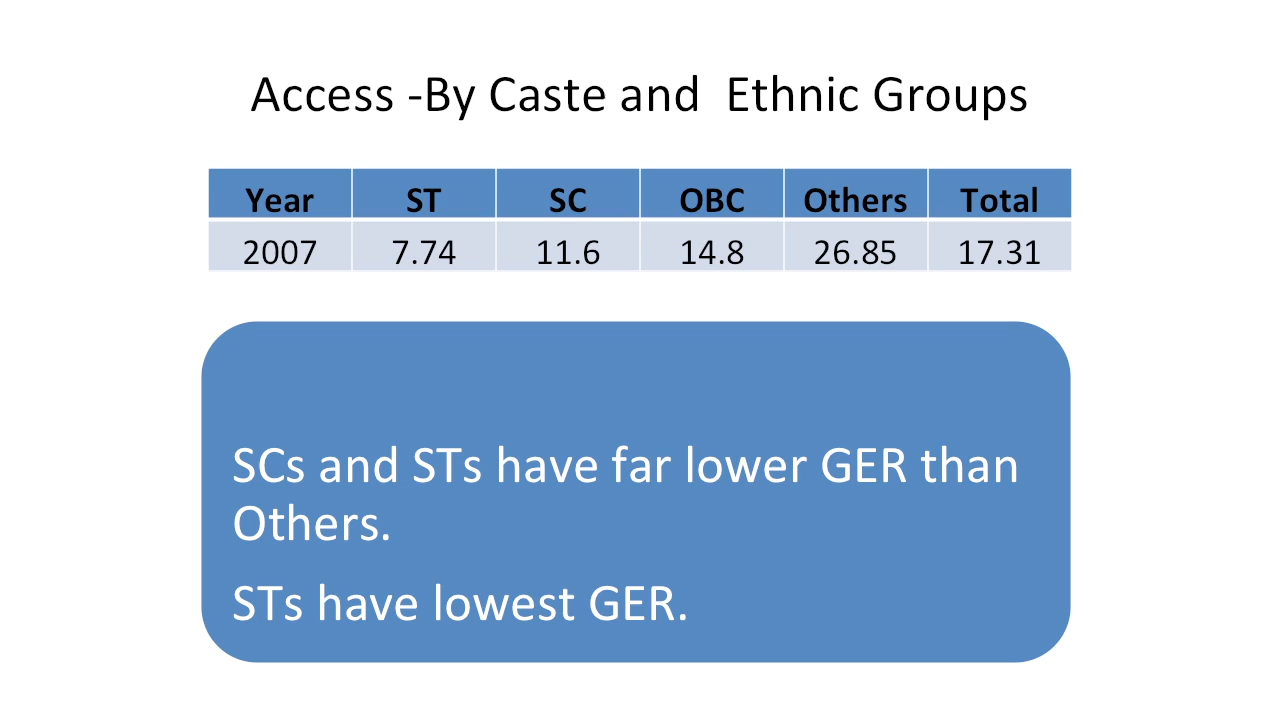 Access -By Caste and  Ethnic Groups
Year ST SC OBC Others Total
2007 7.74 11.6 14.8 26.85 17.31
SCs and STs have far lower GER than
Others.
STs have lowest GER.